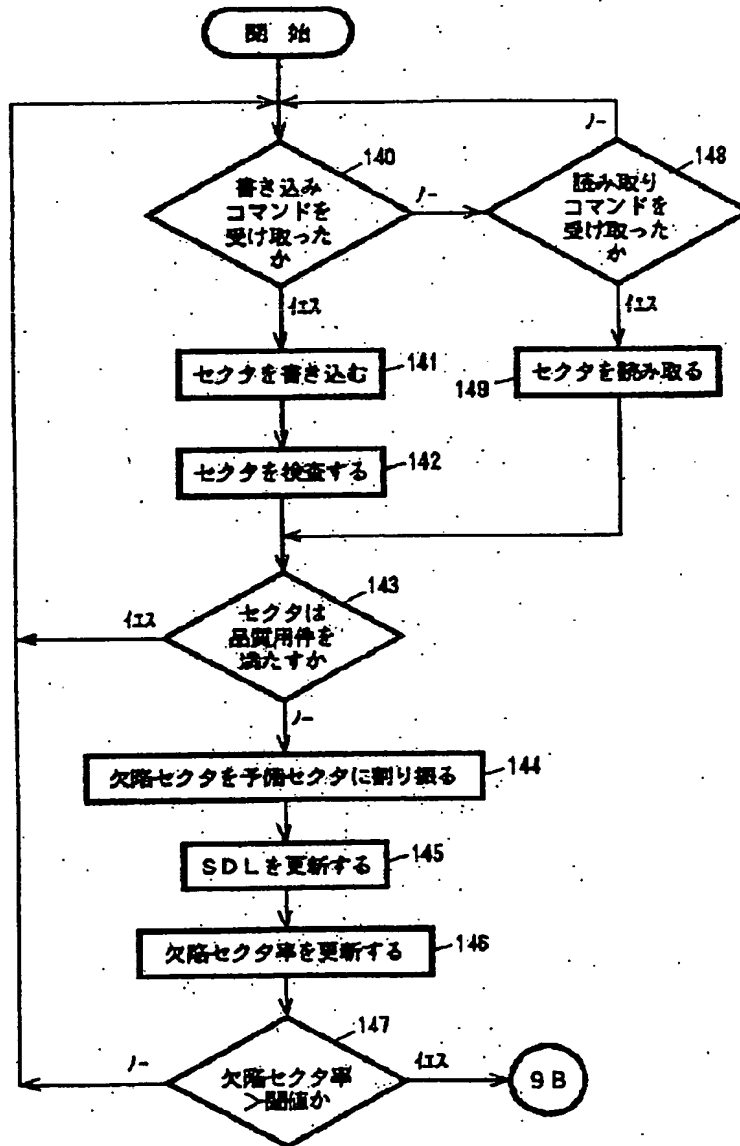 開始
140
書き込み
コマンドを
受け取った
か
ノー
148
読み取り
コマンドを
受け取った
か
ノー
イエス
イエス
セクタを書き込む
141
149
セクタを読み取る
セクタを検査する
142
143
セクタは
品質用件を
満たすか
イエス
ノー
欠陥セクタを予備セクタに割り振る
144
SDLを更新する
145
欠陥セクタ率を更新する
146
147
欠陥セクタ率
>閾値か
ノー
イエス
9B